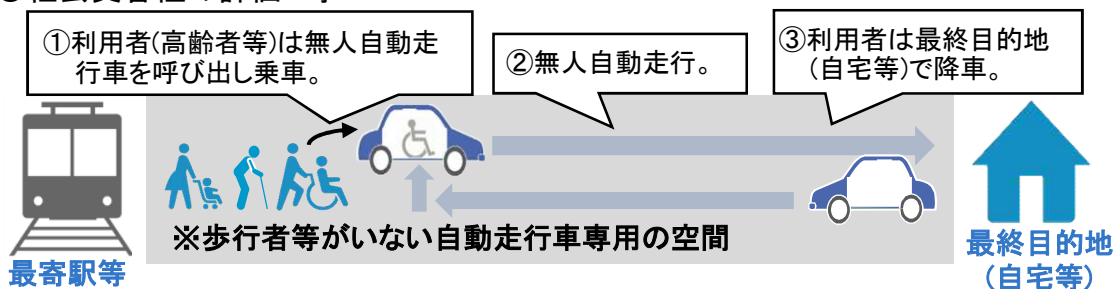 ①利用者(高齢者等)は無人自動走
行車を呼び出し乗車。
②無人自動走行。
③利用者は最終目的地
(自宅等)で降車。
※歩行者等がいない自動走行車専用の空間
最寄駅等
最終目的地
(自宅等)